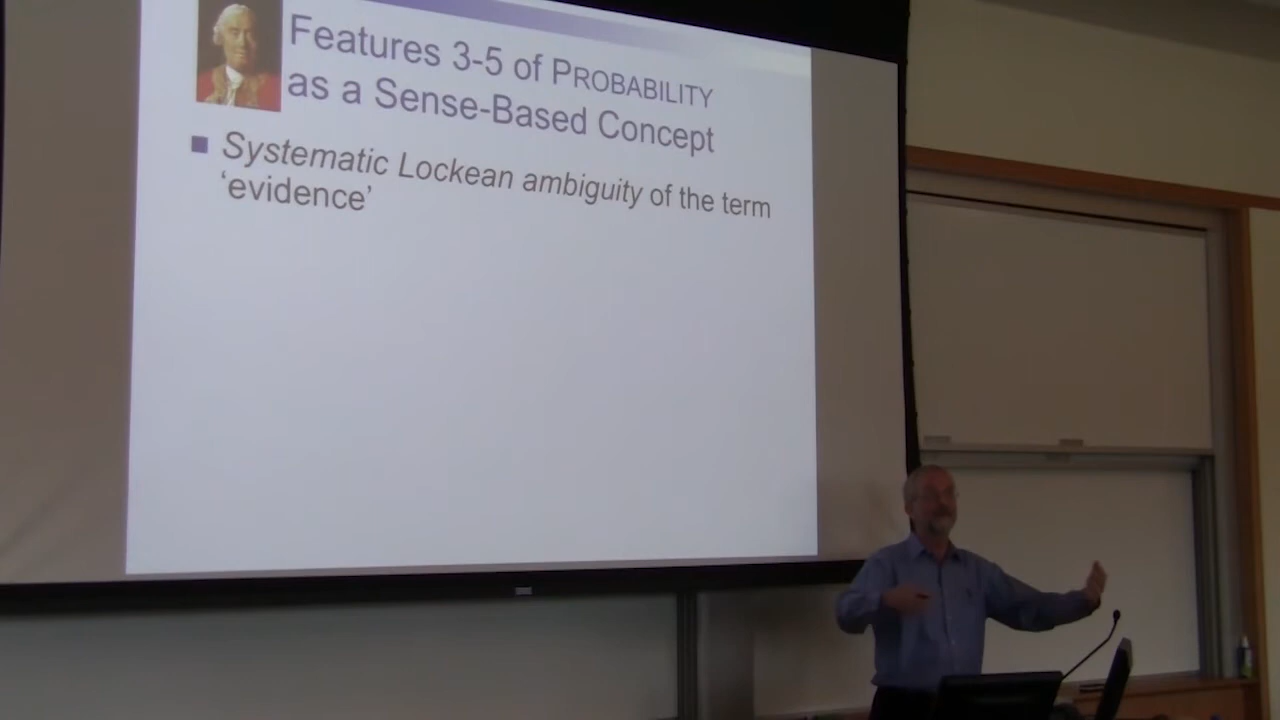 Features 3-5 of PROBABILITY
as a Sense-Based Concept
Systematic Lockean ambiguity of the term
‘evidence’